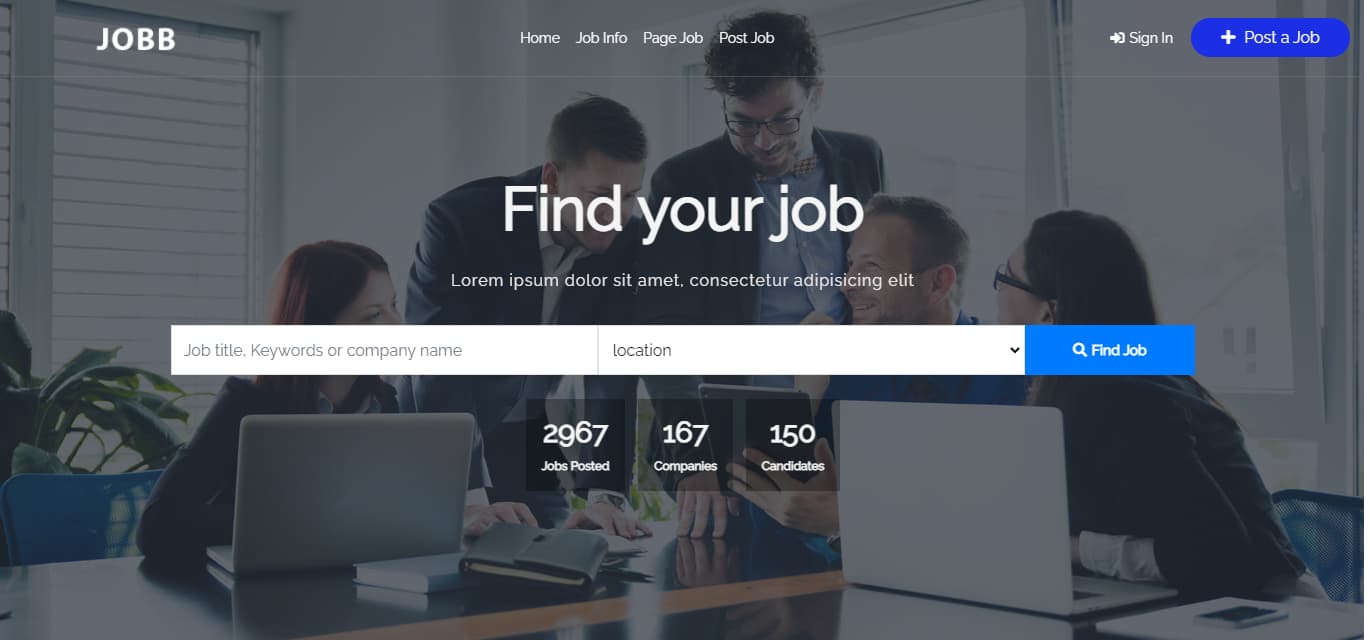 JOBB
Home Job Info Page Job Post Job
Sign In
Post a Job
Find your job
Lorem ipsum dolor sit amet, consectetur adipisicing elit
Job title, Keywords or company name
location
Find Job
2967 167 150
Jobs Posted Companies Candidates